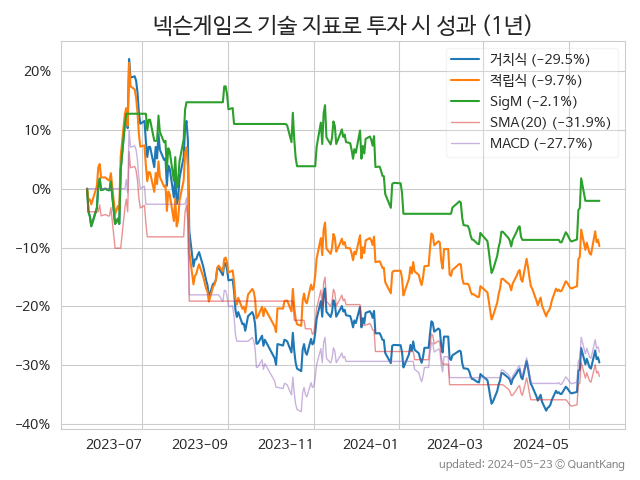 넥슨게임즈 기술 지표로 투자 시 성과 (1년)
거치식 (−29.5%)
적립식 (−9.7%)
SigM (−2.1%)
SMA(20) (−31.9%)
MACD (−27.7%)
20%
10%
0%
−10%
−20%
−30%
−40%
2023-07 2023-09 2023-11 2024-01 2024-03 2024-05
updated: 2024-05-23 © QuantKang